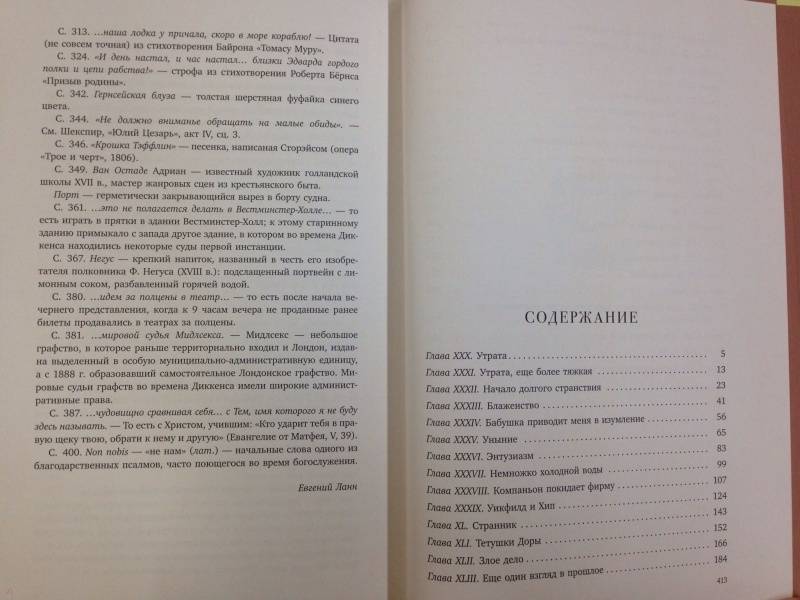 С. 313. ...наша лодка у причала, скоро в море кораблю! — Цитата
(не совсем точная) из стихотворения Байрона «Томасу Муру».
С. 324. «И день настал, и час настал... близки Эдварда гордого
полки и цепи рабства!» — строфа из стихотворения Роберта Бёрнса
«Призыв родины».
С. 342. Гернсейская блуза — толстая шерстяная фуфайка синего
цвета.
С. 344. «Не должно вниманье обращать на малые обиды». —
См. Шекспир, «Юлий Цезарь», акт IV, сц. 3.
С. 346. «Крошка Тэффлин» — песенка, написаная Сторэйсом (опера
«Трое и черт», 1806).
С. 349. Ван Остаде Адриан — известный художник голландской
школы XVII в., мастер жанровых сцен из крестьянского быта.
Порт — герметически закрывающийся вырез в борту судна.
С. 361. ...это не полагается делать в Вестминстер-Холле... — то
есть играть в прятки в здании Вестминстер-Холл; к этому старинному
зданию примыкало с запада другое здание, в котором во времена Дик-
кенса находились некоторые суды первой инстанции.
С. 367. Негус — крепкий напиток, названный в честь его изоб-
ретателя полковника Ф. Негуса (XVIII в.): подслащенный портвейн с ли-
монным соком, разбавленный горячей водой.
С. 380. ...идем за полцены в театр... — то есть после начала ве-
чернего представления, когда к 9 часам вечера не проданные ранее
билеты продавались в театрах за полцены.
С. 381. ...мировой судья Мидлсекса. — Мидлсекс — небольшое
графство, в которое раньше территориально входил и Лондон, издав-
на выделенный в особую муниципально-административную единицу,
а с 1888 г. образовавший самостоятельное Лондонское графство. Ми-
ровые судьи графств во времена Диккенса имели широкие админист-
ративные права.
С. 387. ...чудовищно сравнивая себя... с Тем, имя которого я не буду
здесь называть. — То есть с Христом, учившим: «Кто ударит тебя в пра-
вую щеку твою, обрати к нему и другую» (Евангелие от Матфея, V, 39).
С. 400. Non nobis — «не нам» (лат.) — начальные слова одного из
благодарственных псалмов, часто поющегося во время богослужения.
Евгений Ланн
СОДЕРЖАНИЕ
Глава XXX. Утрата 5
Глава XXXI. Утрата, еще более тяжкая 13
Глава XXXII. Начало долгого странствия 23
Глава XXXIII. Блаженство 41
Глава XXXIV. Бабушка приводит меня в изумление 56
Глава XXXV. Уныние 65
Глава XXXVI. Энтузиазм 83
Глава XXXVII. Немножко холодной воды 99
Глава XXXVIII. Компаньон покидает фирму 107
Глава XXXIX. Уикфилд и Хип 124
Глава XL. Странник 143
Глава XLI. Тетушки Доры 152
Глава XLII. Злое дело 166
Глава XLIII. Еще один взгляд в прошлое 184
413